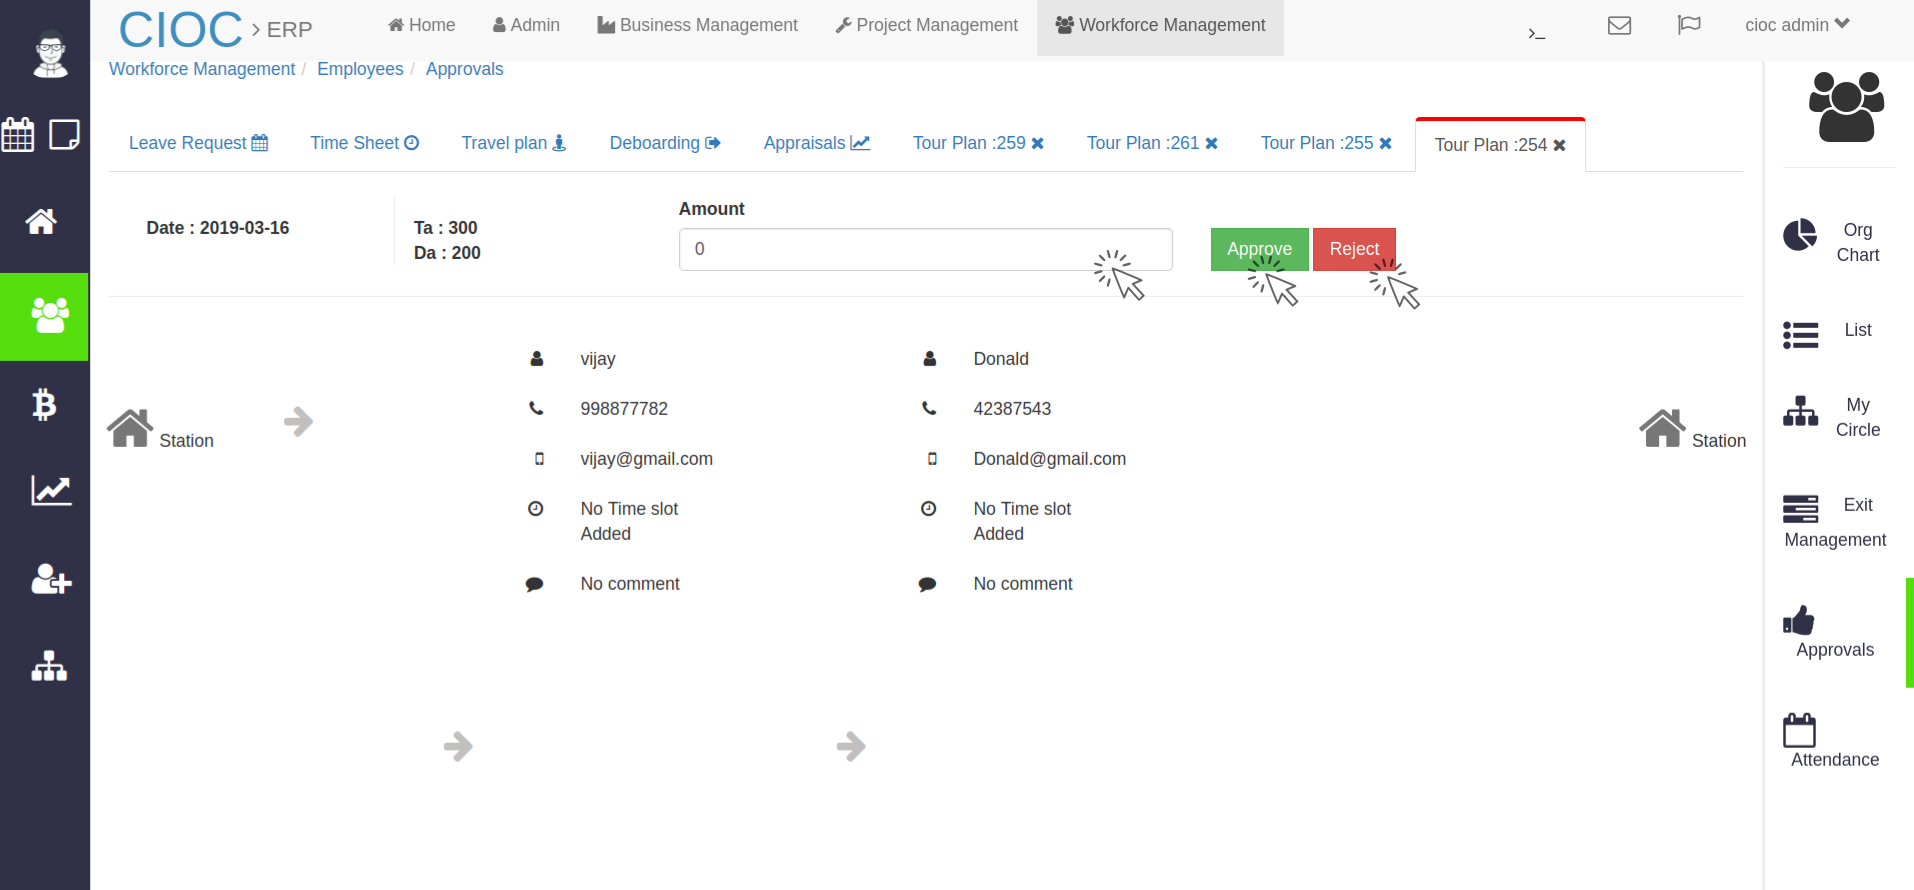 CIOC > ERP
Home
Admin
Business Management
Project Management
Workforce Management
>_
cioc admin
Workforce Management / Employees / Approvals
Leave Request
Time Sheet
Travel plan
Deboarding
Appraisals
Tour Plan :259
Tour Plan :261
Tour Plan :255
Tour Plan :254
Date : 2019-03-16
Ta : 300
Da : 200
Amount
0
Approve
Reject
Station
vijay
998877782
vijay@gmail.com
No Time slot
Added
No comment
Donald
42387543
Donald@gmail.com
No Time slot
Added
No comment
Station
Org
Chart
List
My
Circle
Exit
Management
Approvals
Attendance